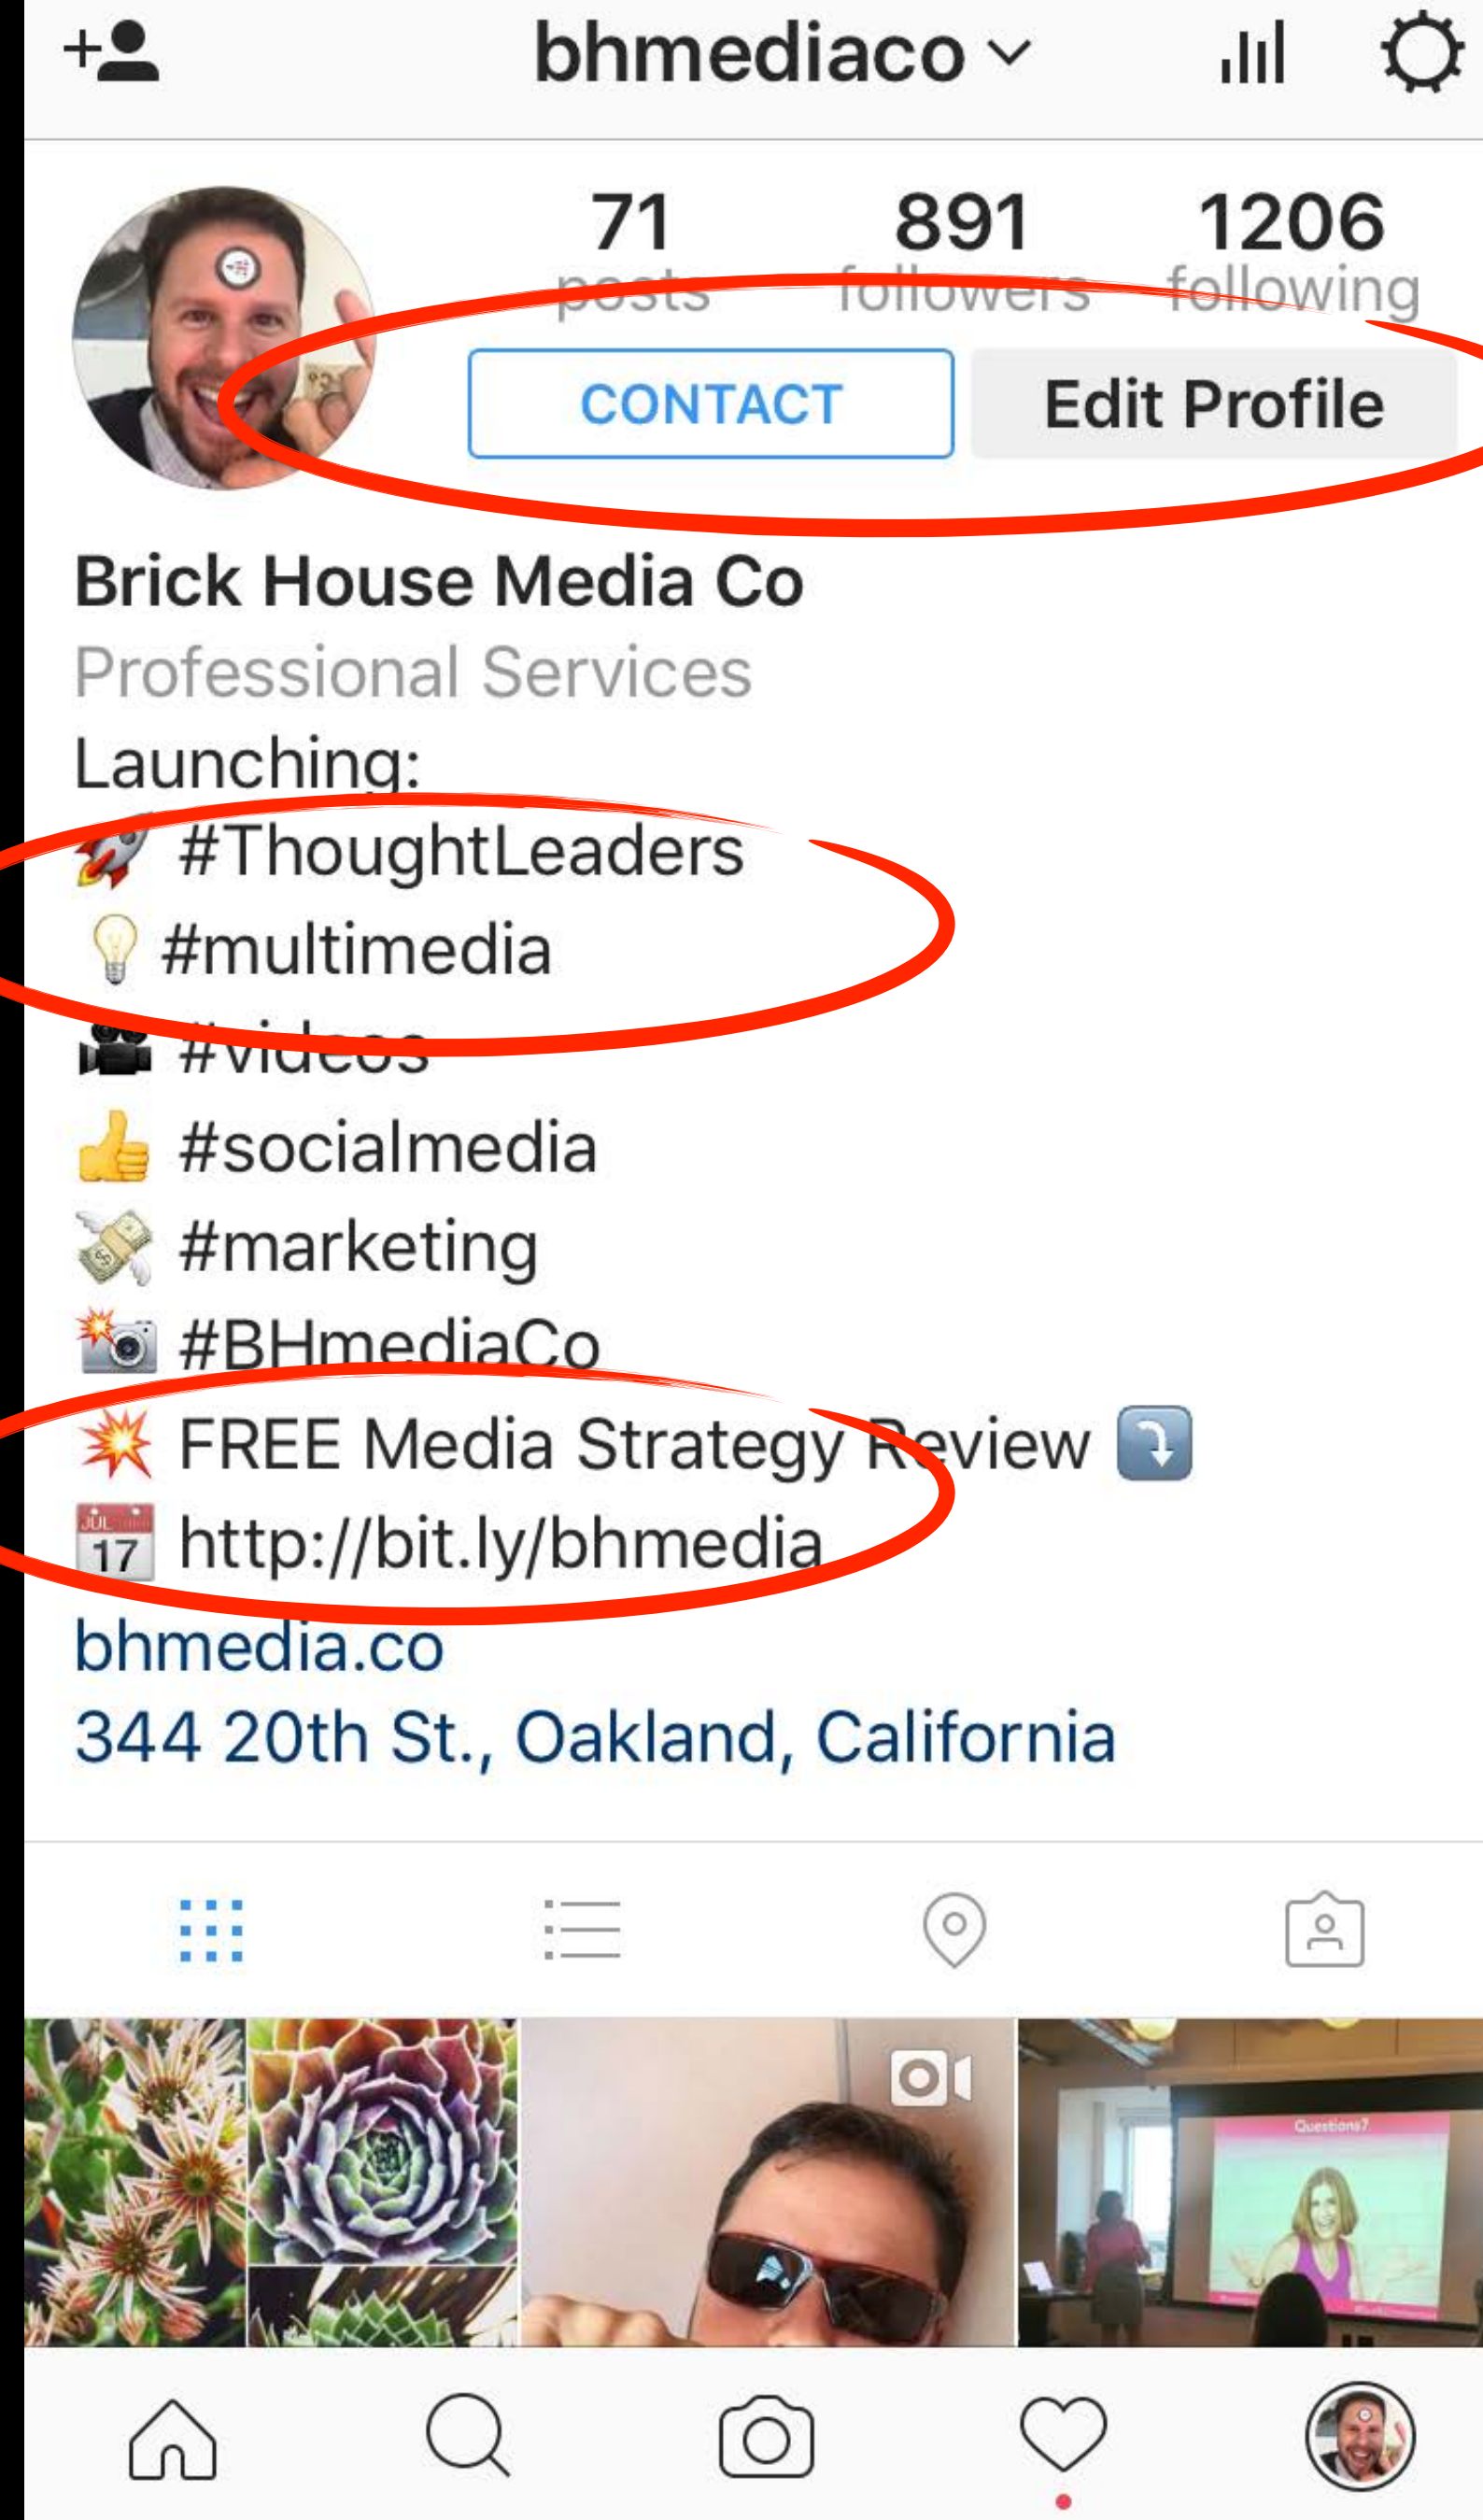 bhmediaco
71 891 1206
posts followers following
CONTACT Edit Profile
Brick House Media Co
Professional Services
Launching:
#ThoughtLeaders
#multimedia
#videos
#socialmedia
#marketing
#BHmediaCo
FREE Media Strategy Review
JUL
17 http://bit.ly/bhmedia
bhmedia.co
344 20th St., Oakland, California
Questions?